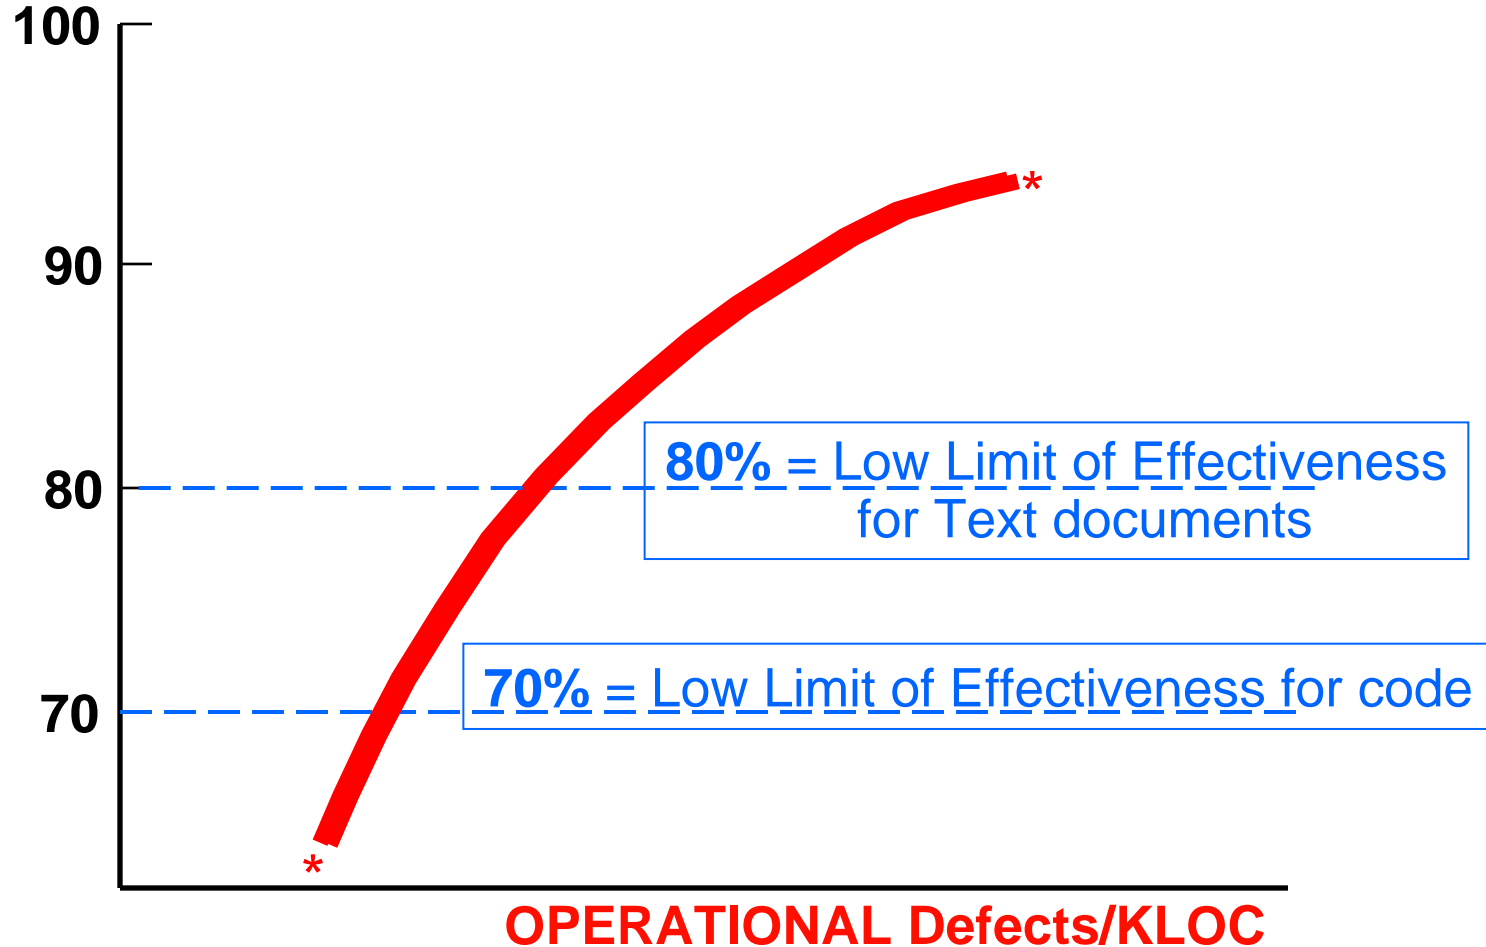 100
*
90
80% = Low Limit of Effectiveness
80
for Text documents
70% = Low Limit of Effectiveness for code
70
*
OPERATIONAL Defects/KLOC